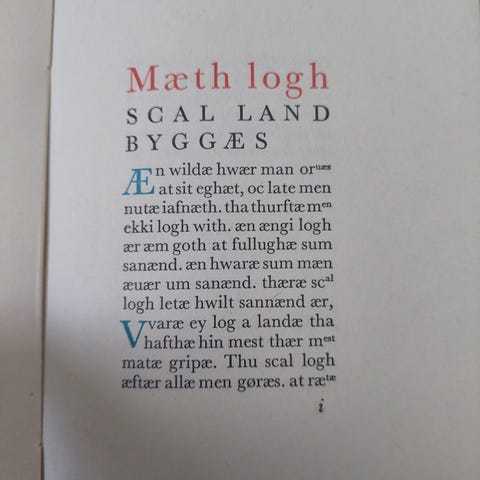 Mæth logh
SCAL LAND
BYGGÆS
Æn wildæ hwær man oruæs
at sit eghæt, oc late men
nutæ iafnæth. tha thurftæ men
ekki logh with. æn ængi logh
ær æm goth at fullughæ sum
sanænd. æn hwaræ sum mæn
æuær um sanænd. thæræ scal
logh letæ hwilt sannænd ær,
Vvaræ ey log a landæ tha
hafthæ hin mest thær mest
matæ gripæ. Thu scal logh
æftær allæ men gøræs. at rætæ
i